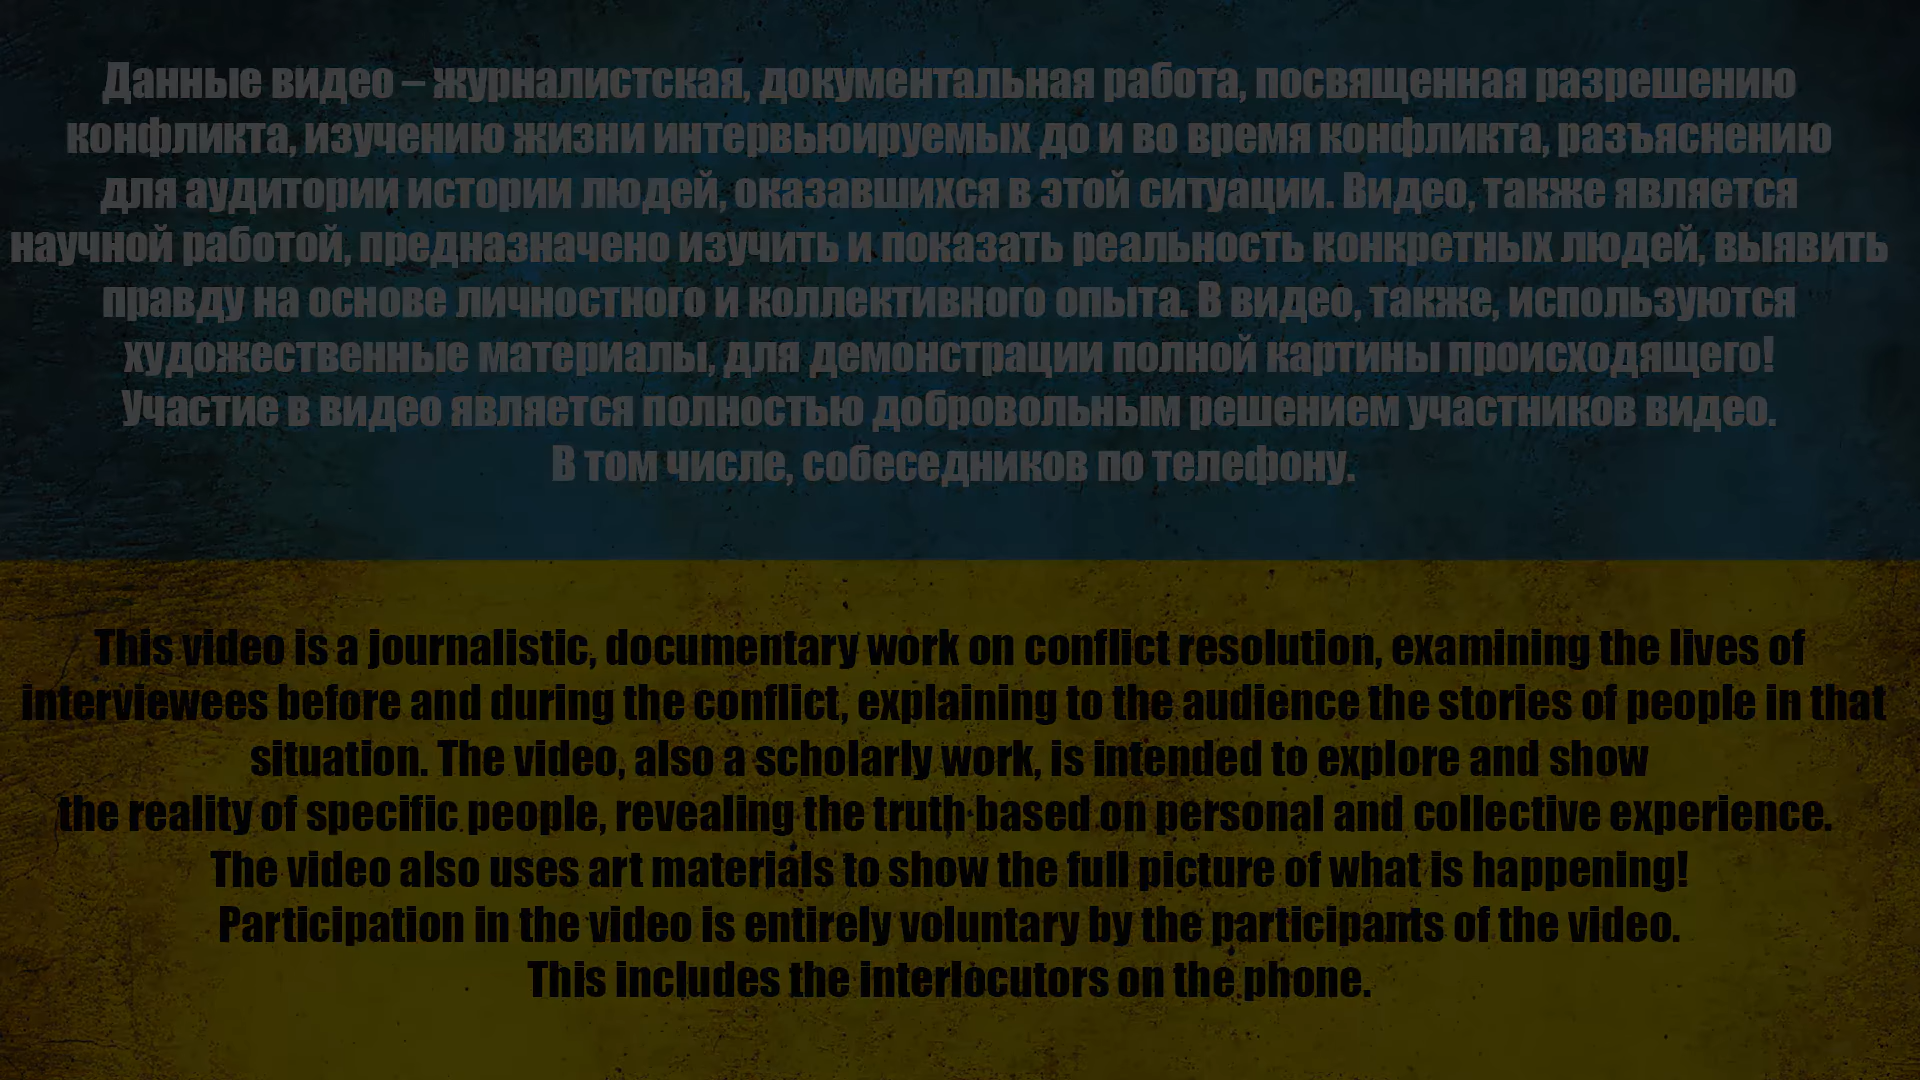 Данные видео – журналистская, документальная работа, посвященная разрешению
конфликта, изучению жизни интервьюируемых до и во время конфликта, разъяснению
для аудитории истории людей, оказавшихся в этой ситуации. Видео, также является
научной работой, предназначено изучить и показать реальность конкретных людей, выявить
правду на основе личностного и коллективного опыта. В видео, также, используются
художественные материалы, для демонстрации полной картины происходящего!
Участие в видео является полностью добровольным решением участников видео.
В том числе, собеседников по телефону.
This video is a journalistic, documentary work on conflict resolution, examining the lives of
interviewees before and during the conflict, explaining to the audience the stories of people in that
situation. The video, also a scholarly work, is intended to explore and show
the reality of specific people, revealing the truth based on personal and collective experience.
The video also uses art materials to show the full picture of what is happening!
Participation in the video is entirely voluntary by the participants of the video.
This includes the interlocutors on the phone.